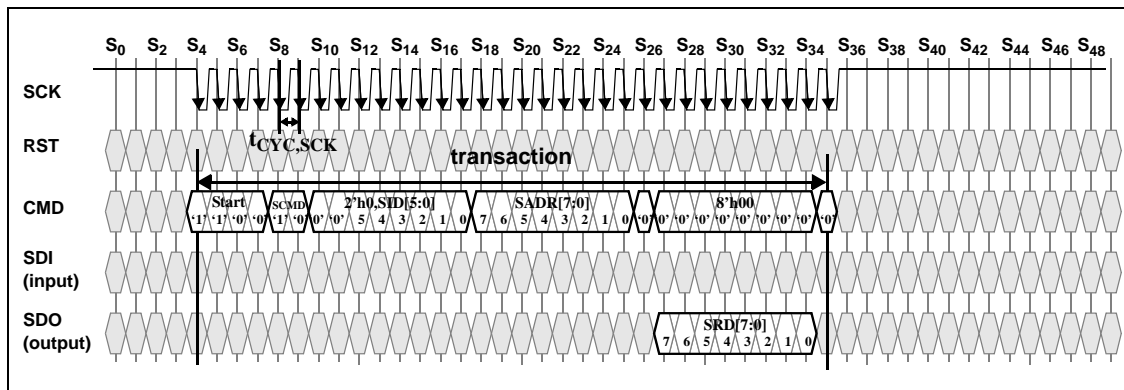 S0 S2 S4 S6 S8 S10 S12 S14 S16 S18 S20 S22 S24 S26 S28 S30 S32 S34 S36 S38 S40 S42 S44 S46 S48
SCK
RST
tCYC,SCK
transaction
CMD
Start SCMD 2'h0,SID[5:0] SADR[7:0] 8'h00
‘1’ ‘1’ ‘0’ ‘0’ ‘1’ ‘0’ ‘0’ ‘0’ 5 4 3 2 1 0 7 6 5 4 3 2 1 0 ‘0’ ‘0’ ‘0’ ‘0’ ‘0’ ‘0’ ‘0’ ‘0’ ‘0’ ‘0’
SDI
(input)
SDO
(output)
SRD[7:0]
7 6 5 4 3 2 1 0